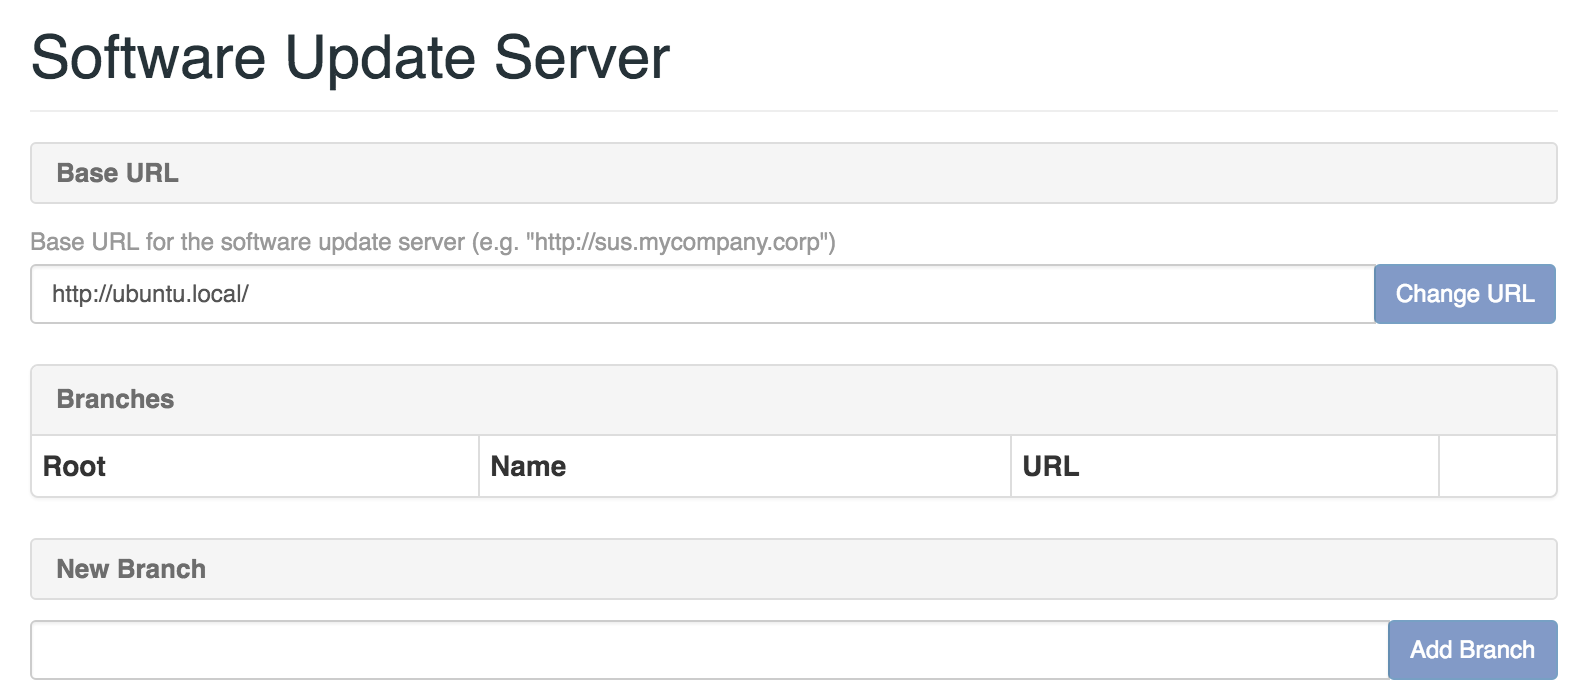 Software Update Server
Base URL
Base URL for the software update server (e.g. "http://sus.mycompany.corp")
http://ubuntu.local/ Change URL
Branches
Root Name URL
New Branch
Add Branch